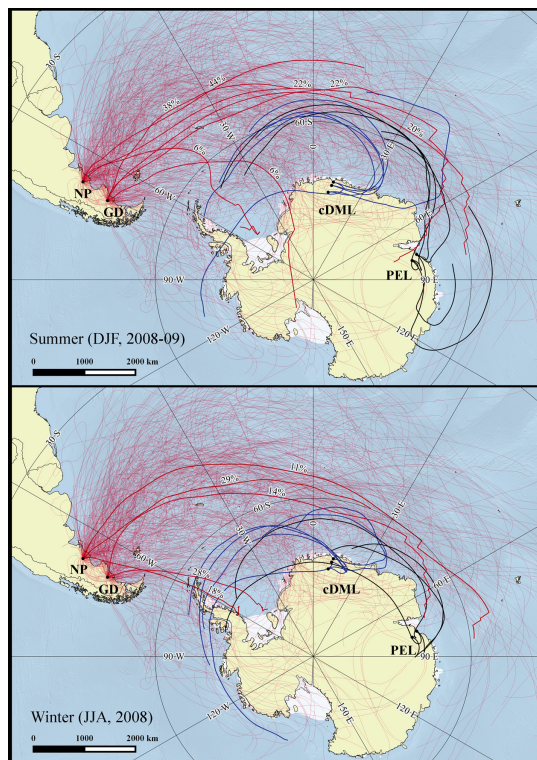 30 S
44%
38%
22%
22%
30 W
60 S
20%
6%
0
30 E
6%
NP
60 W
GD
cDML
60 E
PEL
90 W
90 E
Summer (DJF, 2008-09)
120 W
150 E
120 E
0 1000 2000 km
30 S
11%
29%
14%
60 S
30 E
30 W
0
60 W
NP
28%
18%
GD
cDML
60 E
PEL
90 W
90 E
120 W
150 E
120 E
Winter (JJA, 2008)
0 1000 2000 km